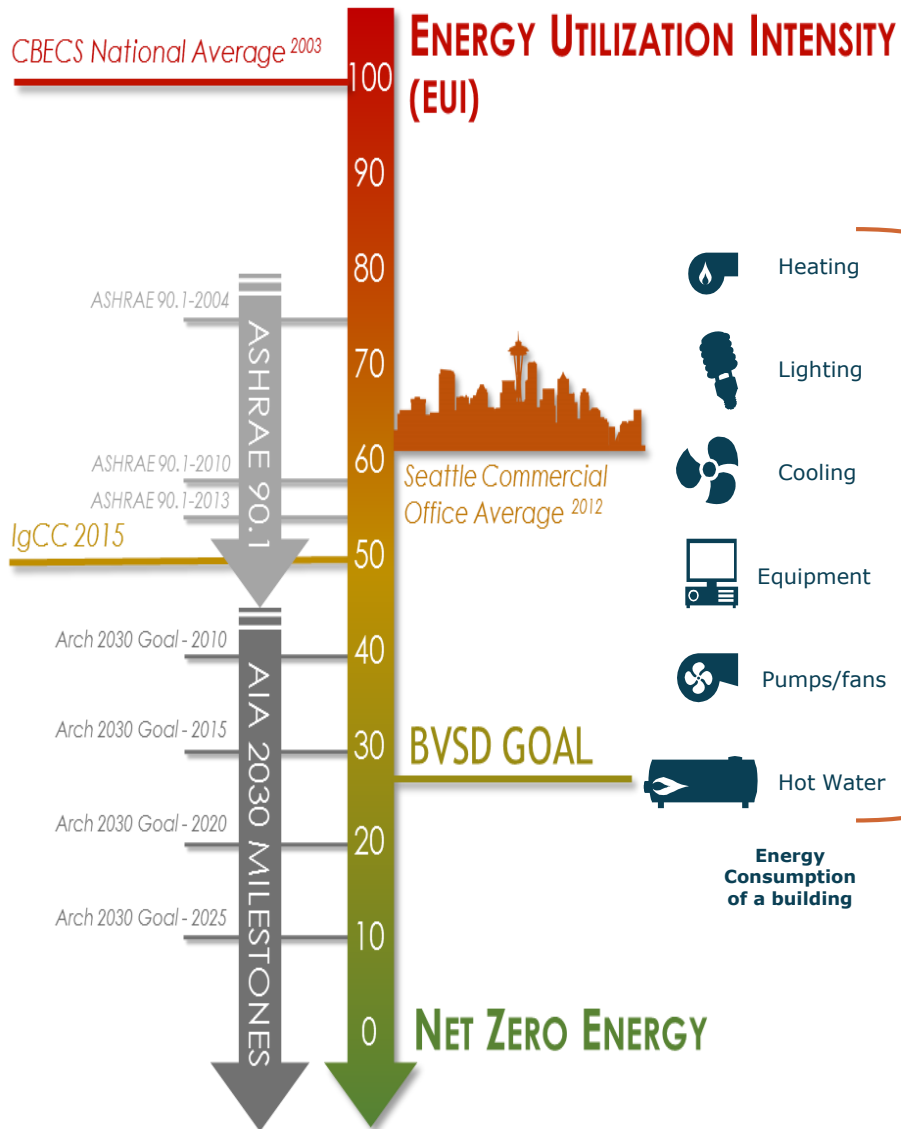 CBECS National Average 2003
ENERGY UTILIZATION INTENSITY
(EUI)
100
90
80
70
60
50
40
30
20
10
0
ASHRAE 90.1-2004
ASHRAE 90.1-2010
ASHRAE 90.1-2013
ASHRAE 90.1
IgCC 2015
Seattle Commercial
Office Average 2012
Arch 2030 Goal - 2010
Arch 2030 Goal - 2015
Arch 2030 Goal - 2020
Arch 2030 Goal - 2025
AIA 2030 MILESTONES
BVSD GOAL
NET ZERO ENERGY
Heating
Lighting
Cooling
Equipment
Pumps/fans
Hot Water
Energy
Consumption
of a building